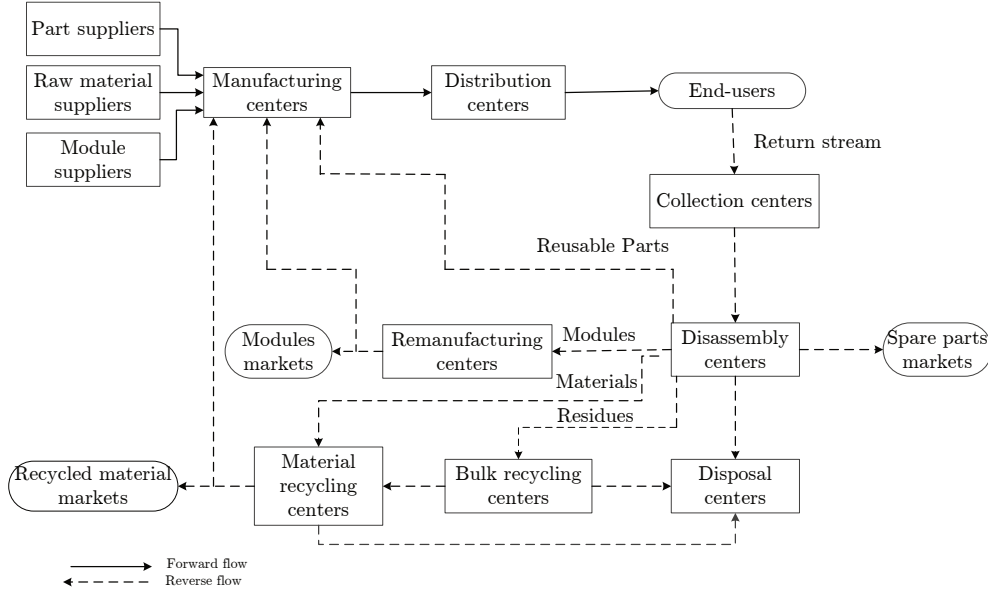 Part suppliers
Raw material
suppliers
Module
suppliers
Manufacturing
centers
Distribution
centers
End-users
Return stream
Collection centers
Reusable Parts
Modules
markets
Remanufacturing
centers
Modules
Disassembly
centers
Spare parts
markets
Materials
Residues
Recycled material
markets
Material
recycling
centers
Bulk recycling
centers
Disposal
centers
Forward flow
Reverse flow